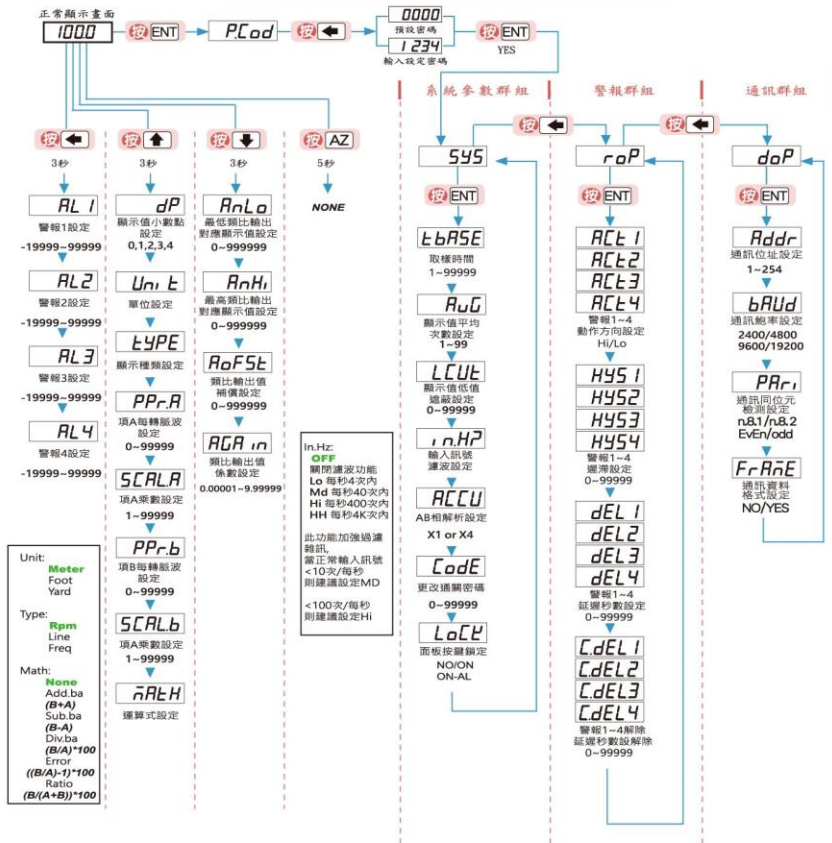 正常顯示畫面
100.0
按 ENT
P.Cod
按
0000
預設密碼
1234
輸入設定密碼
按 ENT
YES
按
3秒
AL1
警報1設定
-19999~99999
AL2
警報2設定
-19999~99999
AL3
警報3設定
-19999~99999
AL4
警報4設定
-19999~99999
Unit:
Meter
Foot
Yard
Type:
Rpm
Line
Freq
Math:
None
Add.ba
(B+A)
Sub.ba
(B-A)
Div.ba
(B/A)*100
Error
((B/A)-1)*100
Ratio
(B/(A+B))*100
按
3秒
dP
顯示值小數點
設定
0,1,2,3,4
Unit
單位設定
tYPE
顯示種類設定
PPr.A
項A每轉脈波
設定
0~99999
SCAL.A
項A乘數設定
1~99999
PPr.b
項B每轉脈波
設定
0~99999
SCAL.b
項A乘數設定
1~99999
mAtH
運算式設定
按
3秒
AnLo
最低類比輸出
對應顯示值設定
0~999999
AnHi
最高類比輸出
對應顯示值設定
0~999999
AoFSt
類比輸出值
補償設定
0~999999
AGAin
類比輸出值
係數設定
0.00001~9.99999
按 AZ
5秒
NONE
In.Hz:
OFF
關閉濾波功能
Lo 每秒4次內
Md 每秒40次內
Hi 每秒400次內
HH 每秒4K次內
此功能加強過濾
雜訊,
當正常輸入訊號
<10次/每秒
則建議設定MD
<100次/每秒
則建議設定Hi
系統參數群組
SYS
按 ENT
tbASE
取樣時間
1~99999
AvG
顯示值平均
次數設定
1~99
LCUt
顯示值低值
遮蔽設定
0~99999
in.HZ
輸入訊號
濾波設定
ACCU
AB相解析設定
X1 or X4
CodE
更改通關密碼
0~99999
LoCK
面板按鍵鎖定
NO/ON
ON-AL
按
警報群組
roP
按 ENT
ACt1
ACt2
ACt3
ACt4
警報1~4
動作方向設定
Hi/Lo
HYS1
HYS2
HYS3
HYS4
警報1~4
遲滯設定
0~99999
dEL1
dEL2
dEL3
dEL4
警報1~4
延遲秒數設定
0~99999
C.dEL1
C.dEL2
C.dEL3
C.dEL4
警報1~4解除
延遲秒數設解除
0~99999
按
通訊群組
doP
按 ENT
Addr
通訊位址設定
1~254
bAUd
通訊鮑率設定
2400/4800
9600/19200
PAri
通訊同位元
檢測設定
n.8.1/n.8.2
EvEn/odd
FrAmE
通訊資料
格式設定
NO/YES